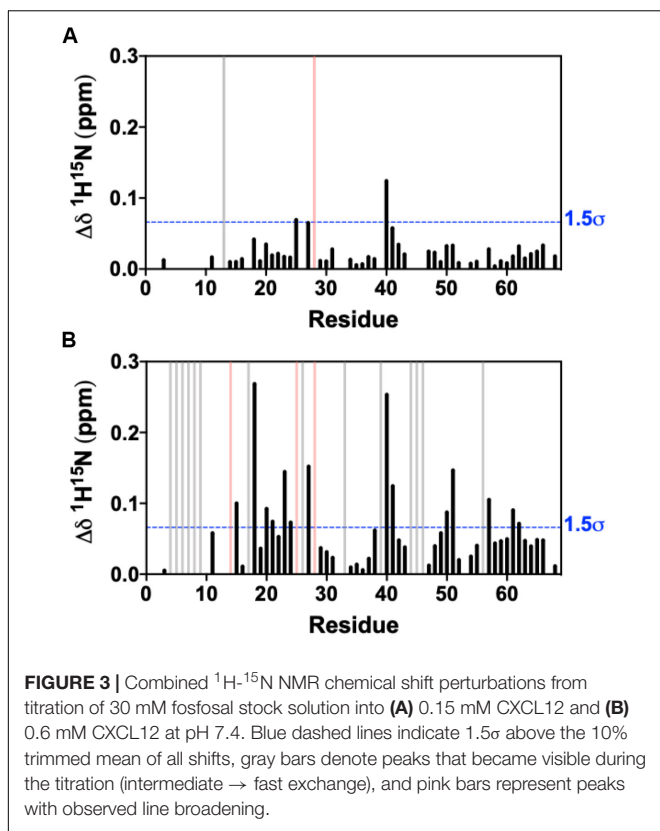 A
0.3
0.2
0.1
0.0
Δδ ¹H¹⁵N (ppm)
1.5σ
0 10 20 30 40 50 60
Residue
B
0.3
0.2
0.1
0.0
Δδ ¹H¹⁵N (ppm)
1.5σ
0 10 20 30 40 50 60
Residue
FIGURE 3 | Combined ¹H-¹⁵N NMR chemical shift perturbations from
titration of 30 mM fosfosal stock solution into (A) 0.15 mM CXCL12 and (B)
0.6 mM CXCL12 at pH 7.4. Blue dashed lines indicate 1.5σ above the 10%
trimmed mean of all shifts, gray bars denote peaks that became visible during
the titration (intermediate → fast exchange), and pink bars represent peaks
with observed line broadening.